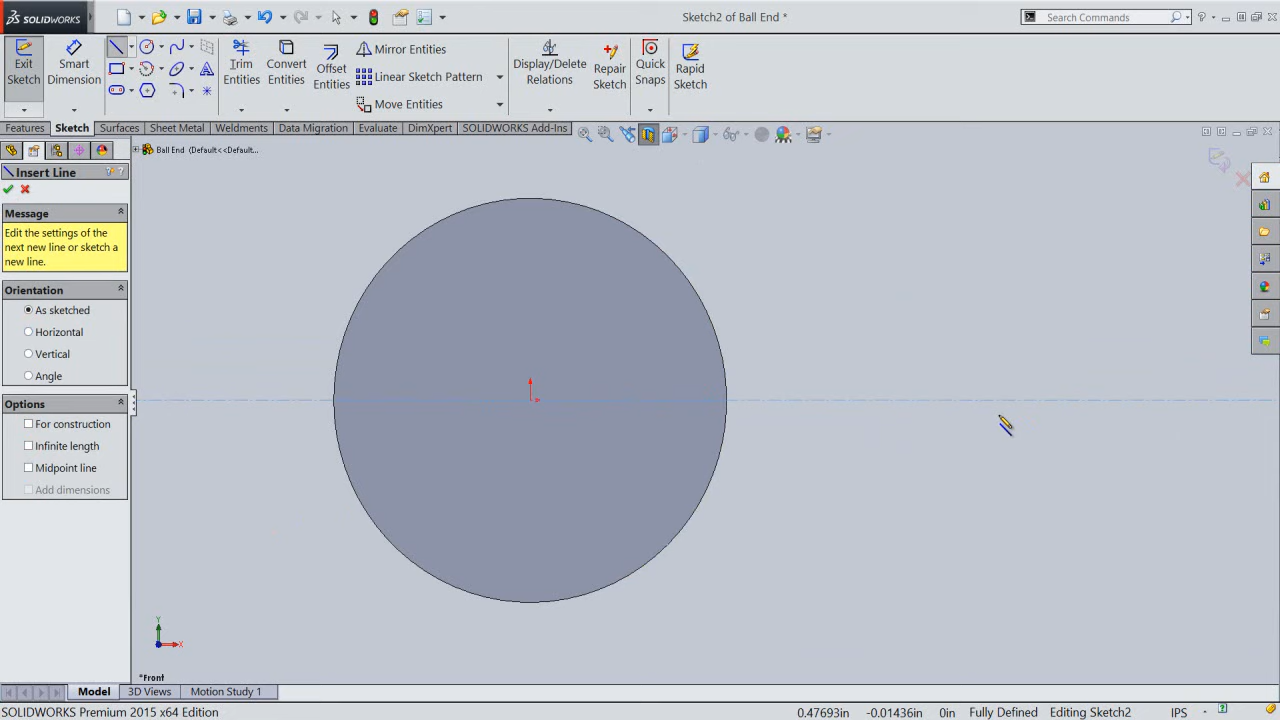 SOLIDWORKS
Sketch2 of Ball End *
Search Commands
Exit Sketch
Smart Dimension
Trim Entities
Convert Entities
Offset Entities
Mirror Entities
Linear Sketch Pattern
Move Entities
Display/Delete Relations
Repair Sketch
Quick Snaps
Rapid Sketch
Features Sketch Surfaces Sheet Metal Weldments Data Migration Evaluate DimXpert SOLIDWORKS Add-Ins
Ball End (Default<<Default...
Insert Line
Message
Edit the settings of the
next new line or sketch a
new line.
Orientation
As sketched
Horizontal
Vertical
Angle
Options
For construction
Infinite length
Midpoint line
Add dimensions
Y
X
*Front
Model 3D Views Motion Study 1
SOLIDWORKS Premium 2015 x64 Edition
0.47693in -0.01436in 0in Fully Defined Editing Sketch2 IPS